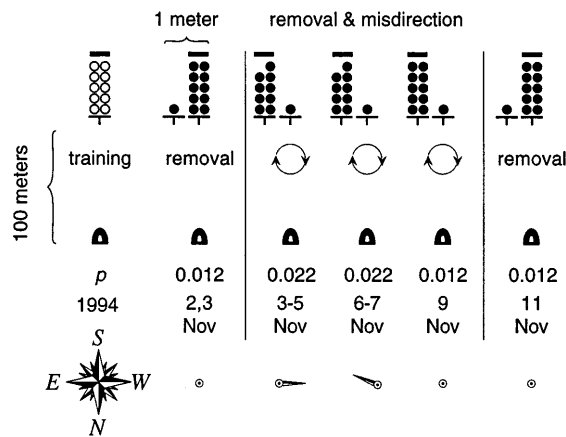 1 meter removal & misdirection
100 meters
training removal removal
p 0.012 0.022 0.022 0.012 0.012
1994 2,3 3-5 6-7 9 11
Nov Nov Nov Nov Nov
S
E W
N